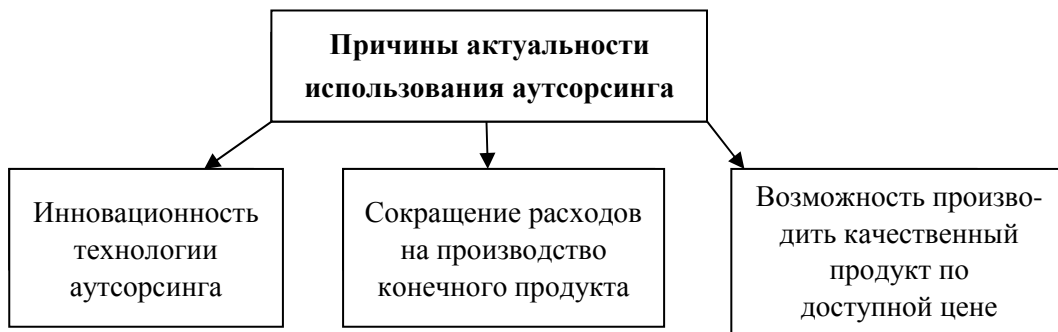 Причины актуальности
использования аутсорсинга
Инновационность
технологии
аутсорсинга
Сокращение расходов
на производство
конечного продукта
Возможность произво-
дить качественный
продукт по
доступной цене